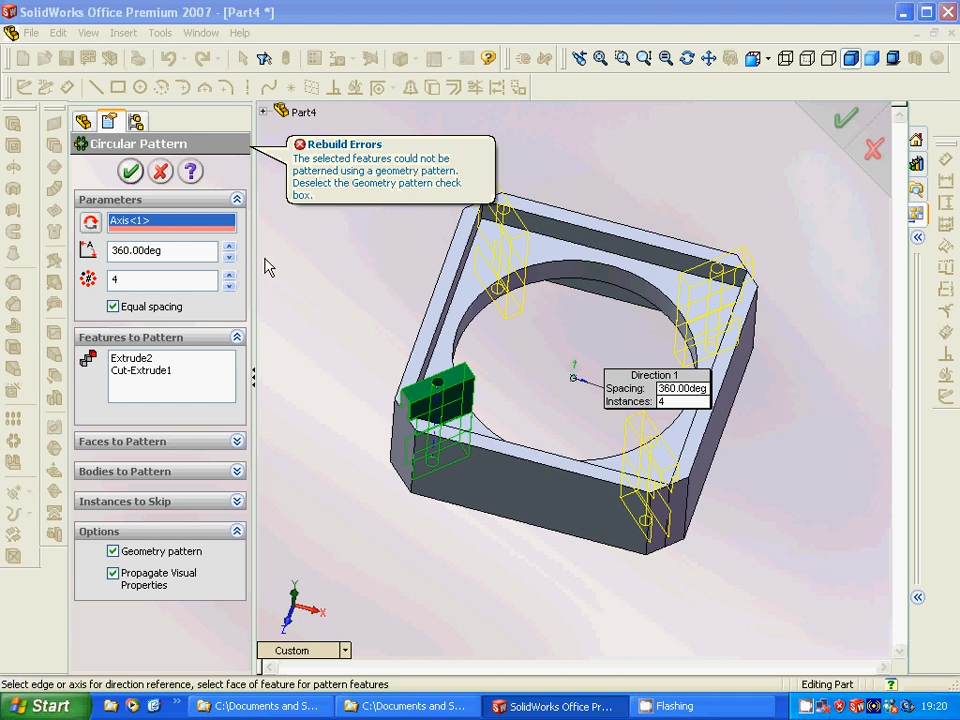 SolidWorks Office Premium 2007 - [Part4 *]
File Edit View Insert Tools Window Help
Part4
Circular Pattern
Rebuild Errors
The selected features could not be
patterned using a geometry pattern.
Deselect the Geometry pattern check
box.
Parameters
Axis<1>
360.00deg
4
Equal spacing
Features to Pattern
Extrude2
Cut-Extrude1
Faces to Pattern
Bodies to Pattern
Instances to Skip
Options
Geometry pattern
Propagate Visual
Properties
Direction 1
Spacing: 360.00deg
Instances: 4
Y
X
Z
Custom
Select edge or axis for direction reference, select face of feature for pattern features
Editing Part
Start
C:\Documents and S...
C:\Documents and S...
SolidWorks Office Pr...
Flashing
19:20